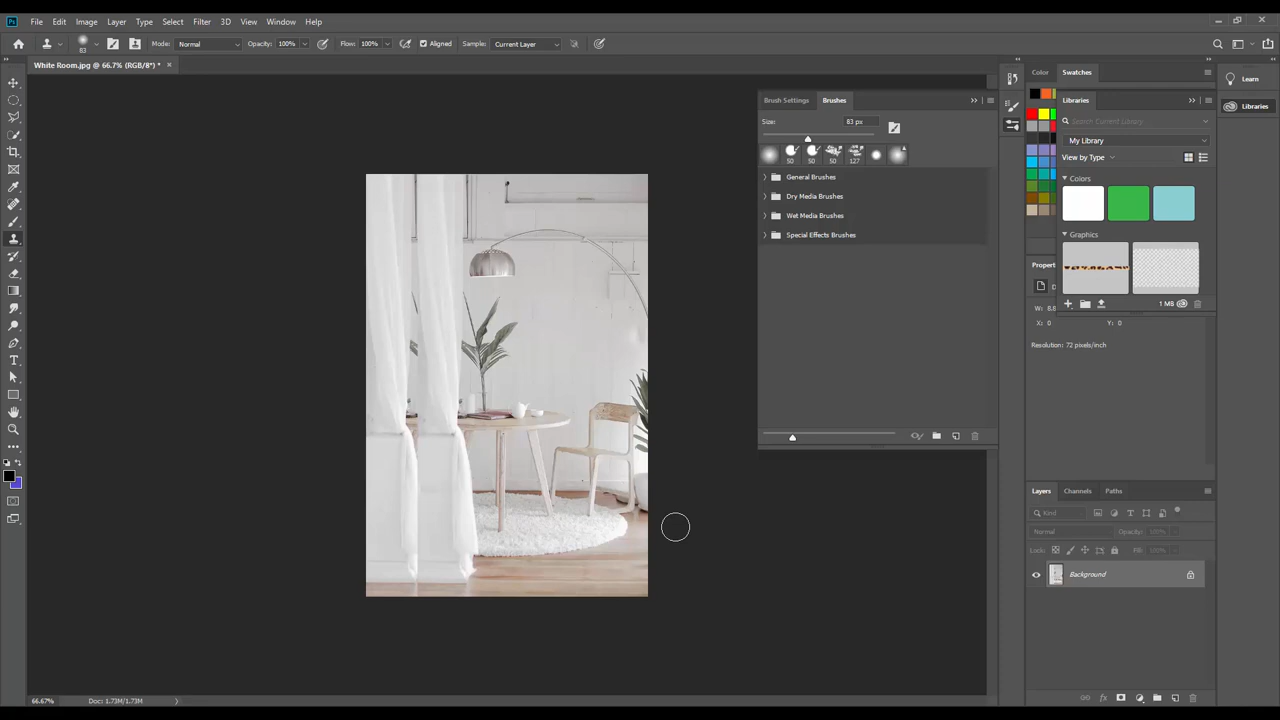 Ps File Edit Image Layer Type Select Filter 3D View Window Help
83 Mode: Normal Opacity: 100% Flow: 100% Aligned Sample: Current Layer
White Room.jpg @ 66.7% (RGB/8*) * ×
Color Swatches
Learn
Brush Settings Brushes
Libraries
Libraries
Size: 83 px
Search Current Library...
My Library
50 50 50 127
View by Type
General Brushes
Colors
Dry Media Brushes
Wet Media Brushes
Special Effects Brushes
Graphics
Properti
D
1 MB
W: 8.8
X: 0 Y: 0
Resolution: 72 pixels/inch
Layers Channels Paths
Kind
Normal Opacity: 100%
Lock: Fill: 100%
Background
66.67% Doc: 1.73M/1.73M